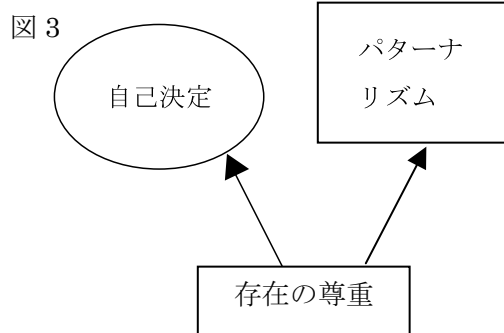 図 3
自己決定
パターナ
リズム
存在の尊重